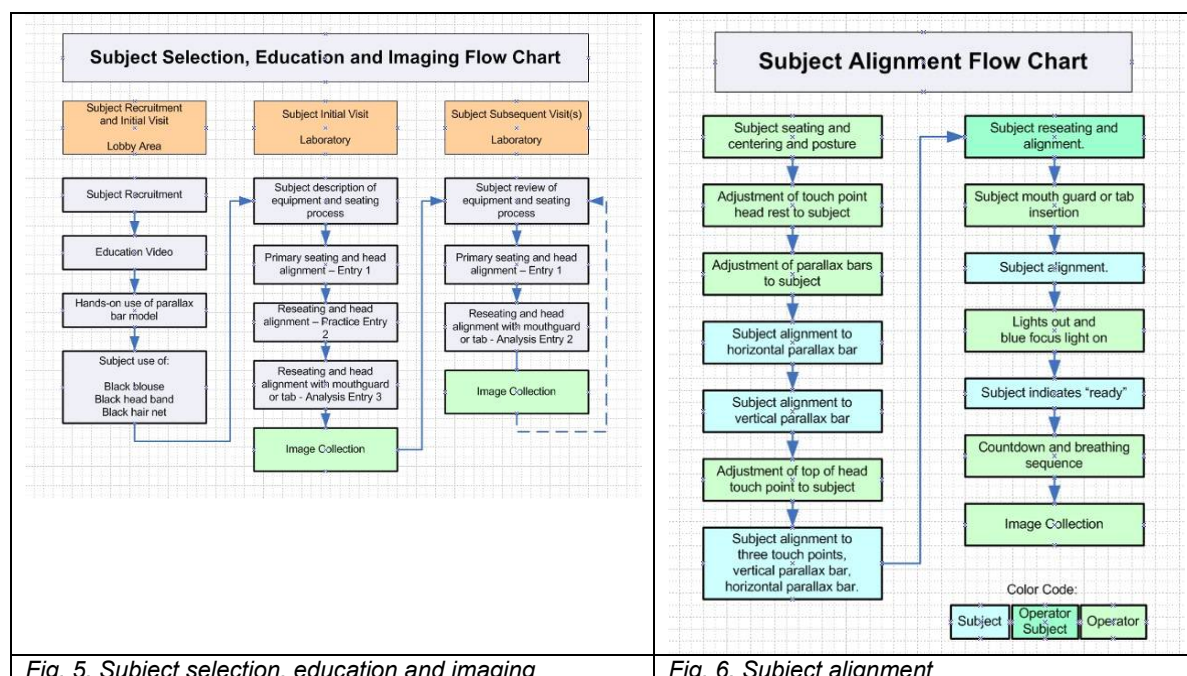 Subject Selection, Education and Imaging Flow Chart
Subject Recruitment
and Initial Visit
Lobby Area
Subject Recruitment
Education Video
Hands-on use of parallax
bar model
Subject use of:
Black blouse
Black head band
Black hair net
Subject Initial Visit
Laboratory
Subject description of
equipment and seating
process
Primary seating and head
alignment – Entry 1
Reseating and head
alignment – Practice Entry
2
Reseating and head
alignment with mouthguard
or tab - Analysis Entry 3
Image Collection
Subject Subsequent Visit(s)
Laboratory
Subject review of
equipment and seating
process
Primary seating and head
alignment – Entry 1
Reseating and head
alignment with mouthguard
or tab - Analysis Entry 2
Image Collection
Fig. 5. Subject selection, education and imaging
Subject Alignment Flow Chart
Subject seating and
centering and posture
Adjustment of touch point
head rest to subject
Adjustment of parallax bars
to subject
Subject alignment to
horizontal parallax bar
Subject alignment to
vertical parallax bar
Adjustment of top of head
touch point to subject
Subject alignment to
three touch points,
vertical parallax bar,
horizontal parallax bar.
Subject reseating and
alignment.
Subject mouth guard or tab
insertion
Subject alignment.
Lights out and
blue focus light on
Subject indicates “ready”
Countdown and breathing
sequence
Image Collection
Color Code:
Subject
Operator
Subject
Operator
Fig. 6. Subject alignment